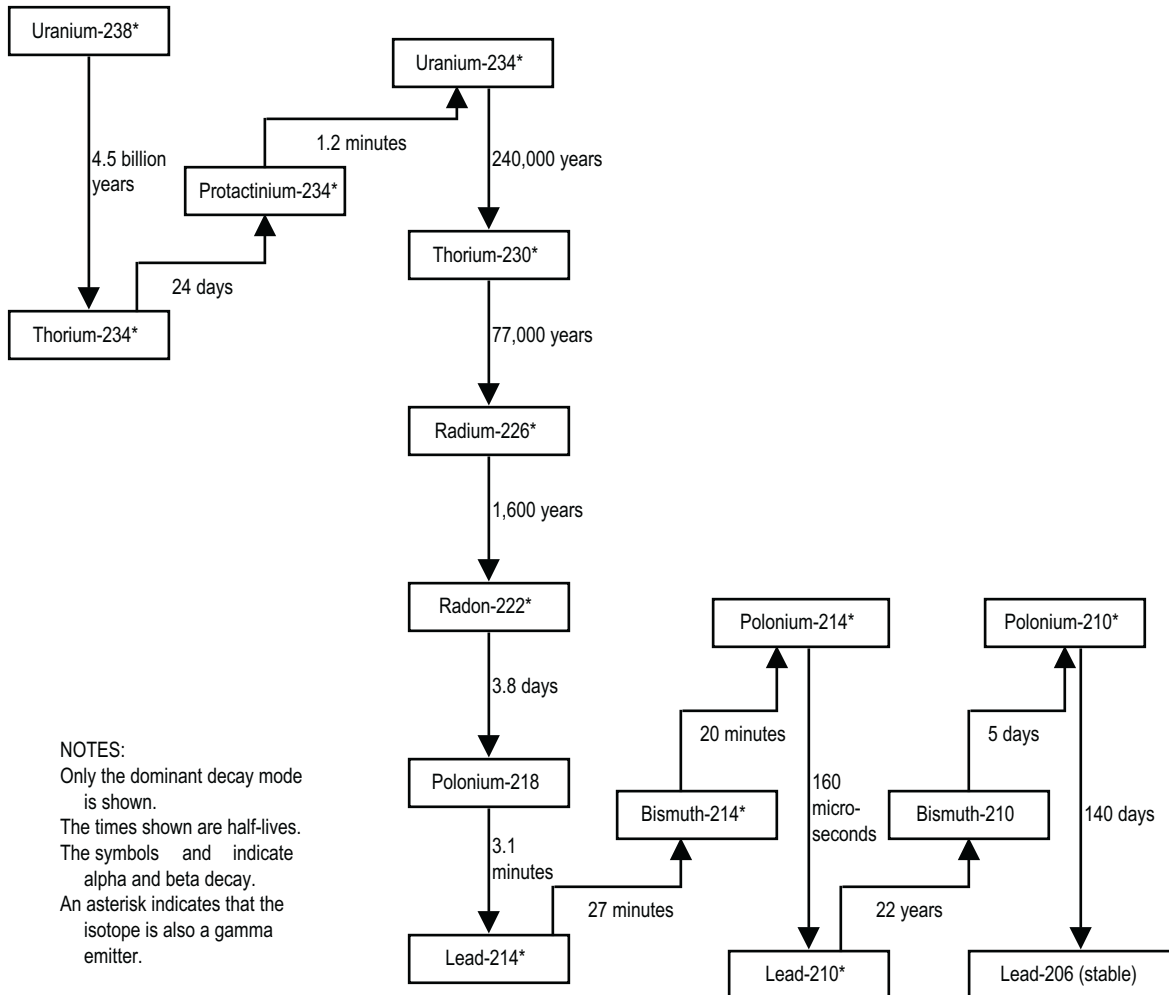 Uranium-238*
4.5 billion
years
Thorium-234*
24 days
Protactinium-234*
1.2 minutes
Uranium-234*
240,000 years
Thorium-230*
77,000 years
Radium-226*
1,600 years
Radon-222*
3.8 days
Polonium-218
3.1
minutes
Lead-214*
27 minutes
Bismuth-214*
20 minutes
Polonium-214*
160
micro-
seconds
Lead-210*
22 years
Bismuth-210
5 days
Polonium-210*
140 days
Lead-206 (stable)
NOTES:
Only the dominant decay mode
is shown.
The times shown are half-lives.
The symbols and indicate
alpha and beta decay.
An asterisk indicates that the
isotope is also a gamma
emitter.